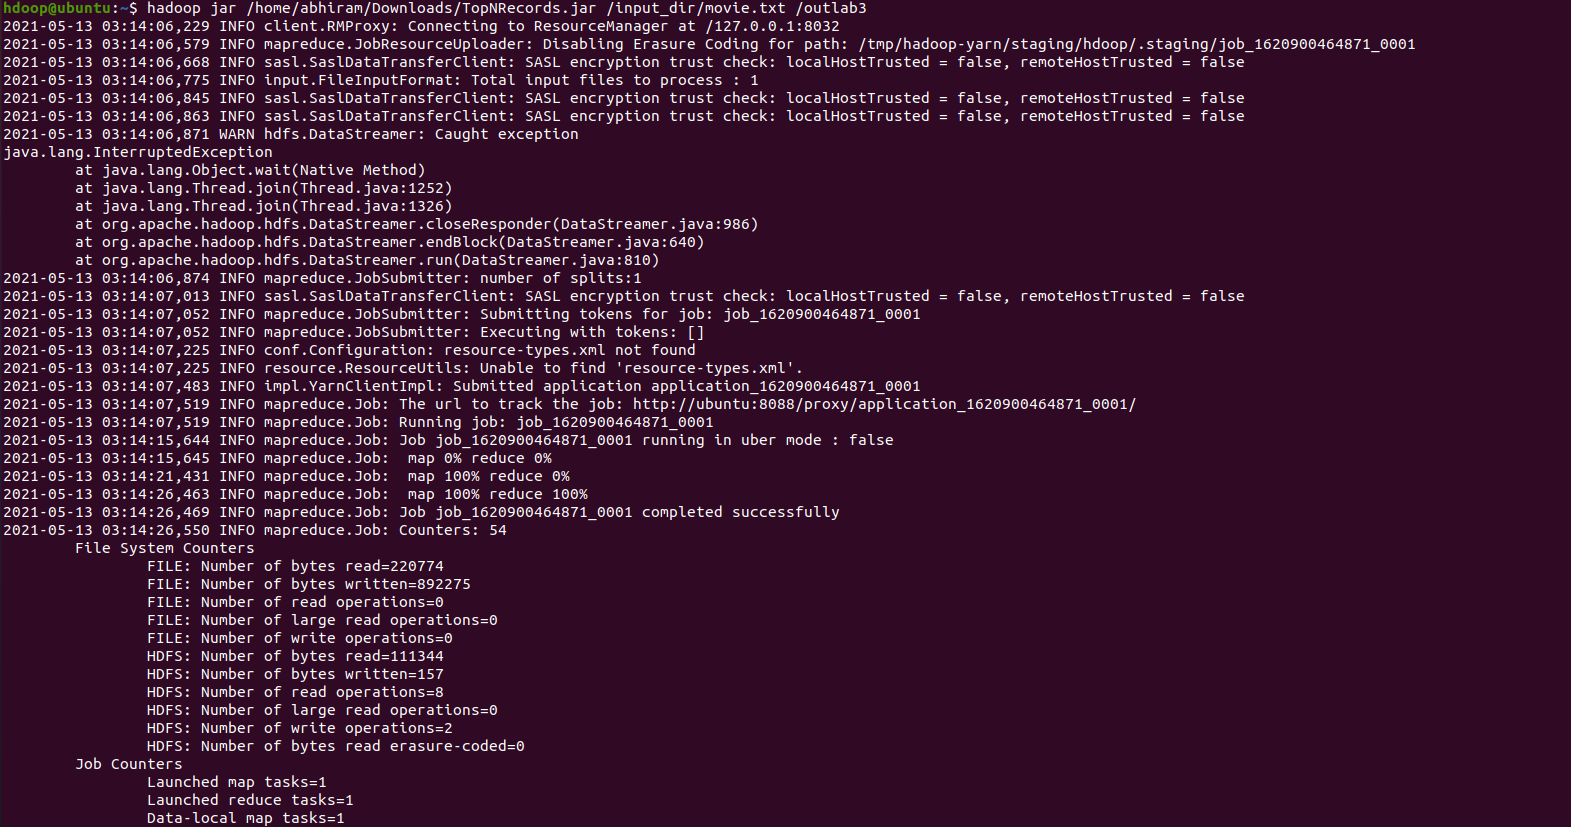 hdoop@ubuntu:~$ hadoop jar /home/abhiram/Downloads/TopNRecords.jar /input_dir/movie.txt /outlab3
2021-05-13 03:14:06,229 INFO client.RMProxy: Connecting to ResourceManager at /127.0.0.1:8032
2021-05-13 03:14:06,579 INFO mapreduce.JobResourceUploader: Disabling Erasure Coding for path: /tmp/hadoop-yarn/staging/hdoop/.staging/job_1620900464871_0001
2021-05-13 03:14:06,668 INFO sasl.SaslDataTransferClient: SASL encryption trust check: localHostTrusted = false, remoteHostTrusted = false
2021-05-13 03:14:06,775 INFO input.FileInputFormat: Total input files to process : 1
2021-05-13 03:14:06,845 INFO sasl.SaslDataTransferClient: SASL encryption trust check: localHostTrusted = false, remoteHostTrusted = false
2021-05-13 03:14:06,863 INFO sasl.SaslDataTransferClient: SASL encryption trust check: localHostTrusted = false, remoteHostTrusted = false
2021-05-13 03:14:06,871 WARN hdfs.DataStreamer: Caught exception
java.lang.InterruptedException
        at java.lang.Object.wait(Native Method)
        at java.lang.Thread.join(Thread.java:1252)
        at java.lang.Thread.join(Thread.java:1326)
        at org.apache.hadoop.hdfs.DataStreamer.closeResponder(DataStreamer.java:986)
        at org.apache.hadoop.hdfs.DataStreamer.endBlock(DataStreamer.java:640)
        at org.apache.hadoop.hdfs.DataStreamer.run(DataStreamer.java:810)
2021-05-13 03:14:06,874 INFO mapreduce.JobSubmitter: number of splits:1
2021-05-13 03:14:07,013 INFO sasl.SaslDataTransferClient: SASL encryption trust check: localHostTrusted = false, remoteHostTrusted = false
2021-05-13 03:14:07,052 INFO mapreduce.JobSubmitter: Submitting tokens for job: job_1620900464871_0001
2021-05-13 03:14:07,052 INFO mapreduce.JobSubmitter: Executing with tokens: []
2021-05-13 03:14:07,225 INFO conf.Configuration: resource-types.xml not found
2021-05-13 03:14:07,225 INFO resource.ResourceUtils: Unable to find 'resource-types.xml'.
2021-05-13 03:14:07,483 INFO impl.YarnClientImpl: Submitted application application_1620900464871_0001
2021-05-13 03:14:07,519 INFO mapreduce.Job: The url to track the job: http://ubuntu:8088/proxy/application_1620900464871_0001/
2021-05-13 03:14:07,519 INFO mapreduce.Job: Running job: job_1620900464871_0001
2021-05-13 03:14:15,644 INFO mapreduce.Job: Job job_1620900464871_0001 running in uber mode : false
2021-05-13 03:14:15,645 INFO mapreduce.Job:  map 0% reduce 0%
2021-05-13 03:14:21,431 INFO mapreduce.Job:  map 100% reduce 0%
2021-05-13 03:14:26,463 INFO mapreduce.Job:  map 100% reduce 100%
2021-05-13 03:14:26,469 INFO mapreduce.Job: Job job_1620900464871_0001 completed successfully
2021-05-13 03:14:26,550 INFO mapreduce.Job: Counters: 54
        File System Counters
                FILE: Number of bytes read=220774
                FILE: Number of bytes written=892275
                FILE: Number of read operations=0
                FILE: Number of large read operations=0
                FILE: Number of write operations=0
                HDFS: Number of bytes read=111344
                HDFS: Number of bytes written=157
                HDFS: Number of read operations=8
                HDFS: Number of large read operations=0
                HDFS: Number of write operations=2
                HDFS: Number of bytes read erasure-coded=0
        Job Counters
                Launched map tasks=1
                Launched reduce tasks=1
                Data-local map tasks=1